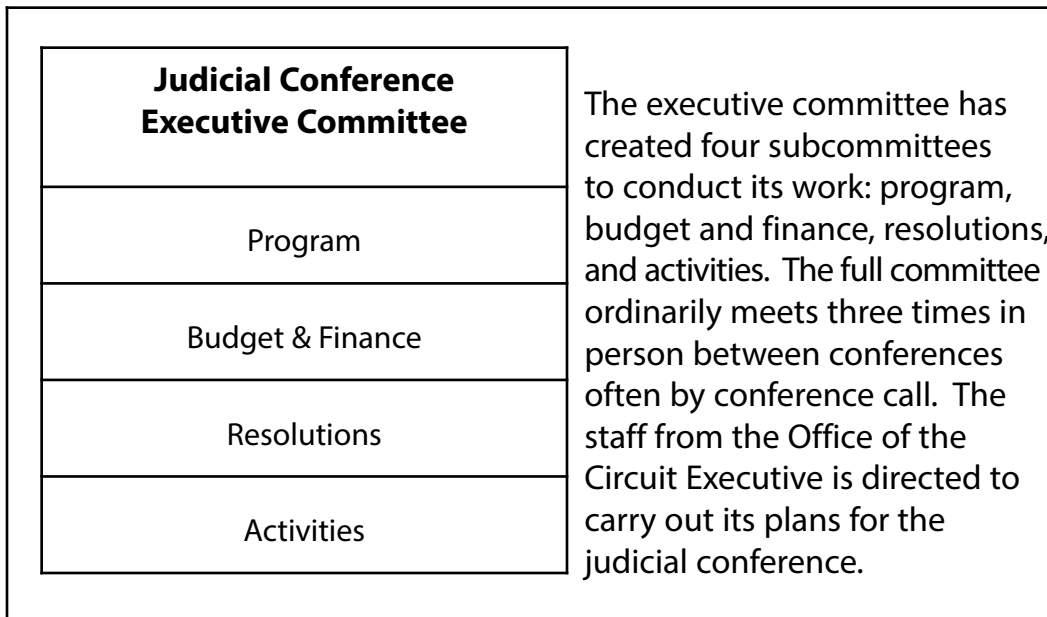 Judicial Conference
Executive Committee
Program
Budget & Finance
Resolutions
Activities
The executive committee has
created four subcommittees
to conduct its work: program,
budget and finance, resolutions,
and activities. The full committee
ordinarily meets three times in
person between conferences
often by conference call. The
staff from the Office of the
Circuit Executive is directed to
carry out its plans for the
judicial conference.